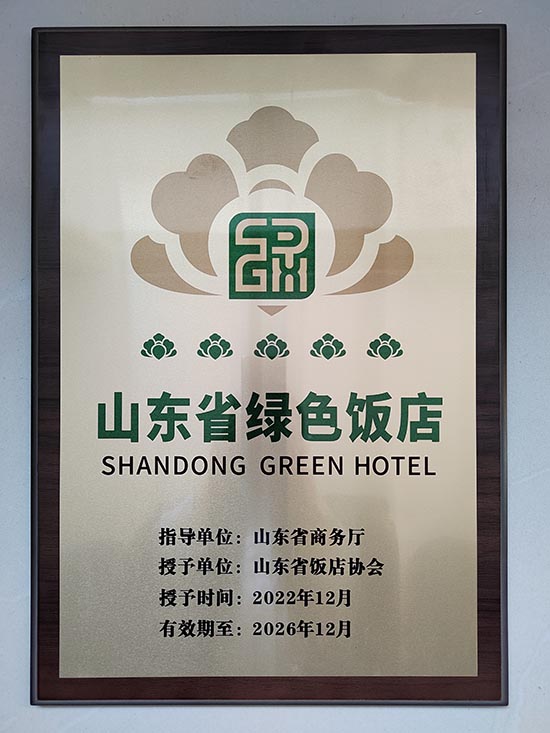 SD
GH
山东省绿色饭店
SHANDONG GREEN HOTEL
指导单位：山东省商务厅
授予单位：山东省饭店协会
授予时间：2022年12月
有效期至：2026年12月